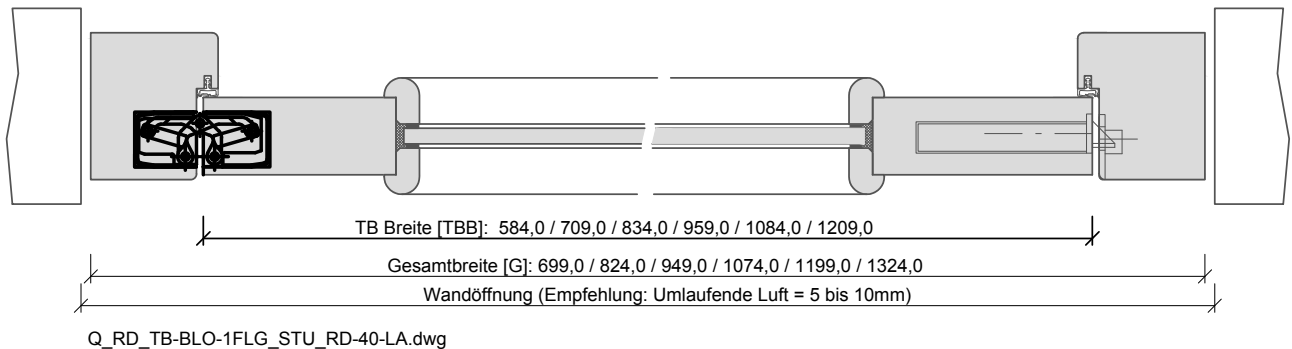 TB Breite [TBB]: 584,0 / 709,0 / 834,0 / 959,0 / 1084,0 / 1209,0
Gesamtbreite [G]: 699,0 / 824,0 / 949,0 / 1074,0 / 1199,0 / 1324,0
Wandöffnung (Empfehlung: Umlaufende Luft = 5 bis 10mm)
Q_RD_TB-BLO-1FLG_STU_RD-40-LA.dwg